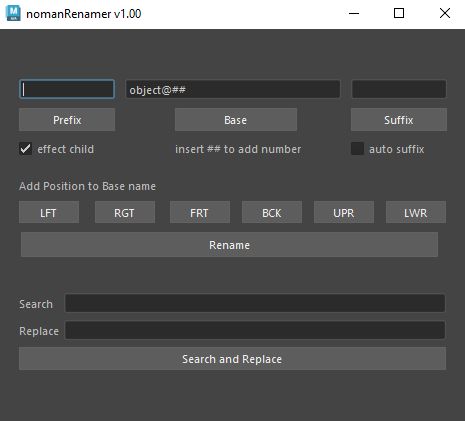 nomanRenamer v1.00
object@##
Prefix Base Suffix
effect child insert ## to add number auto suffix
Add Position to Base name
LFT RGT FRT BCK UPR LWR
Rename
Search
Replace
Search and Replace